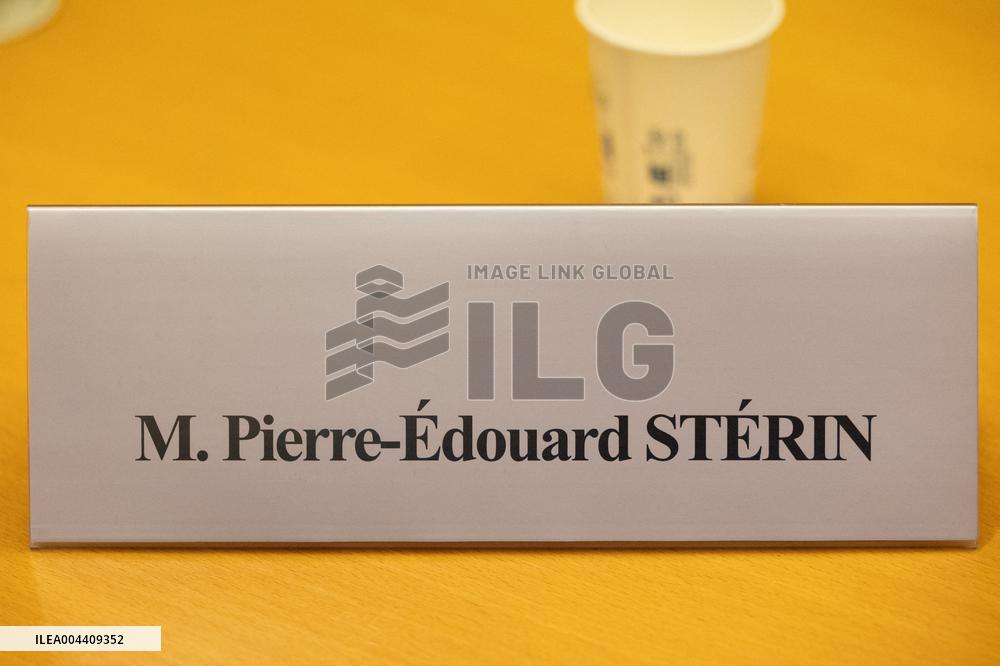 IMAGE LINK GLOBAL
ILG
M. Pierre-Édouard STÉRIN
ILEA004409352